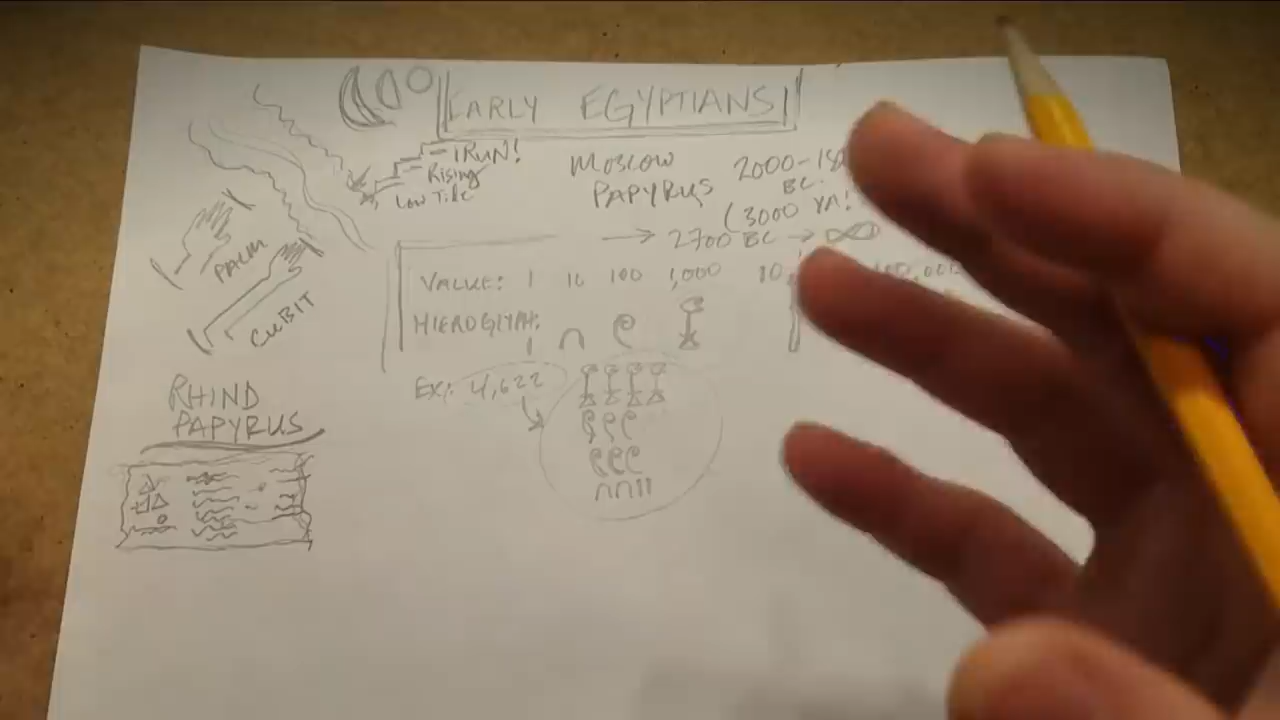 EARLY EGYPTIANS
RUN!
Rising
Low Tide
MOSCOW
PAPYRUS
2000-
BC.
(3000 YA!
→ 2700 BC → ∞
PALM
CUBIT
VALUE: 1 10 100 1,000
HIEROGLYPH:
EX: 4,622
RHIND
PAPYRUS